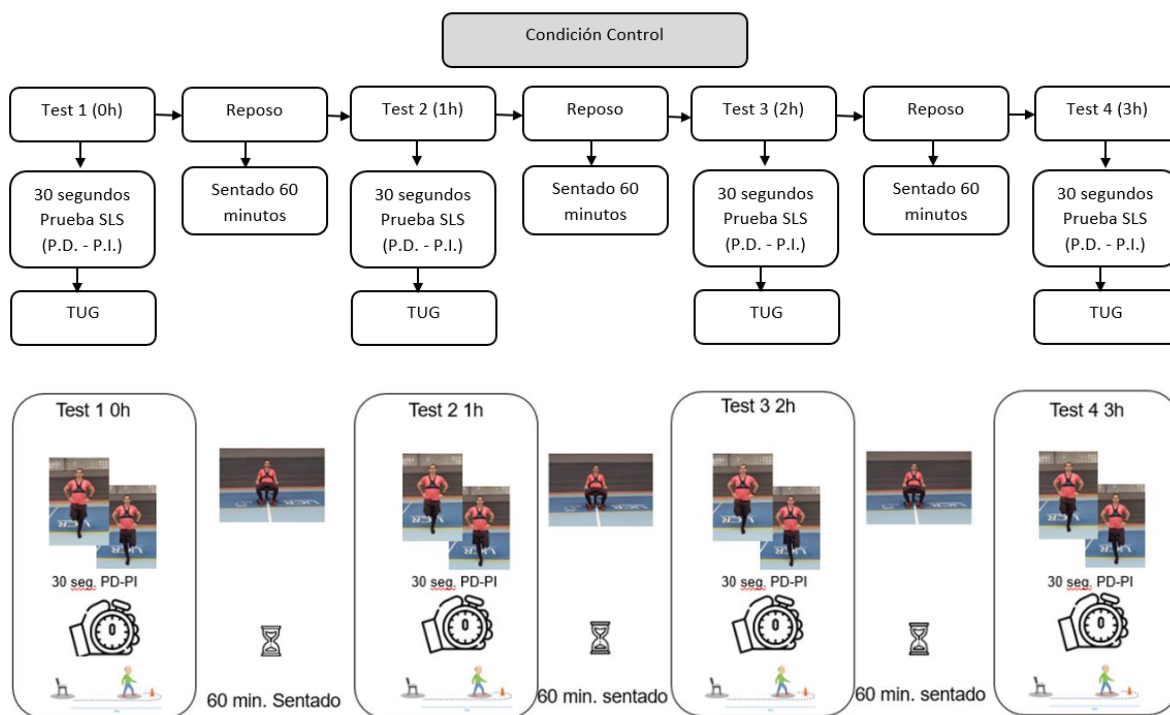 Condición Control
Test 1 (0h)
Reposo
Test 2 (1h)
Reposo
Test 3 (2h)
Reposo
Test 4 (3h)
30 segundos
Prueba SLS
(P.D. - P.I.)
Sentado 60
minutos
30 segundos
Prueba SLS
(P.D. - P.I.)
Sentado 60
minutos
30 segundos
Prueba SLS
(P.D. - P.I.)
Sentado 60
minutos
30 segundos
Prueba SLS
(P.D. - P.I.)
TUG
TUG
TUG
TUG
Test 1 0h
Test 2 1h
Test 3 2h
Test 4 3h
UCR
UCR
UCR
UCR
30 seg. PD-PI
30 seg. PD-PI
30 seg. PD-PI
30 seg. PD-PI
60 min. Sentado
60 min. sentado
60 min. sentado